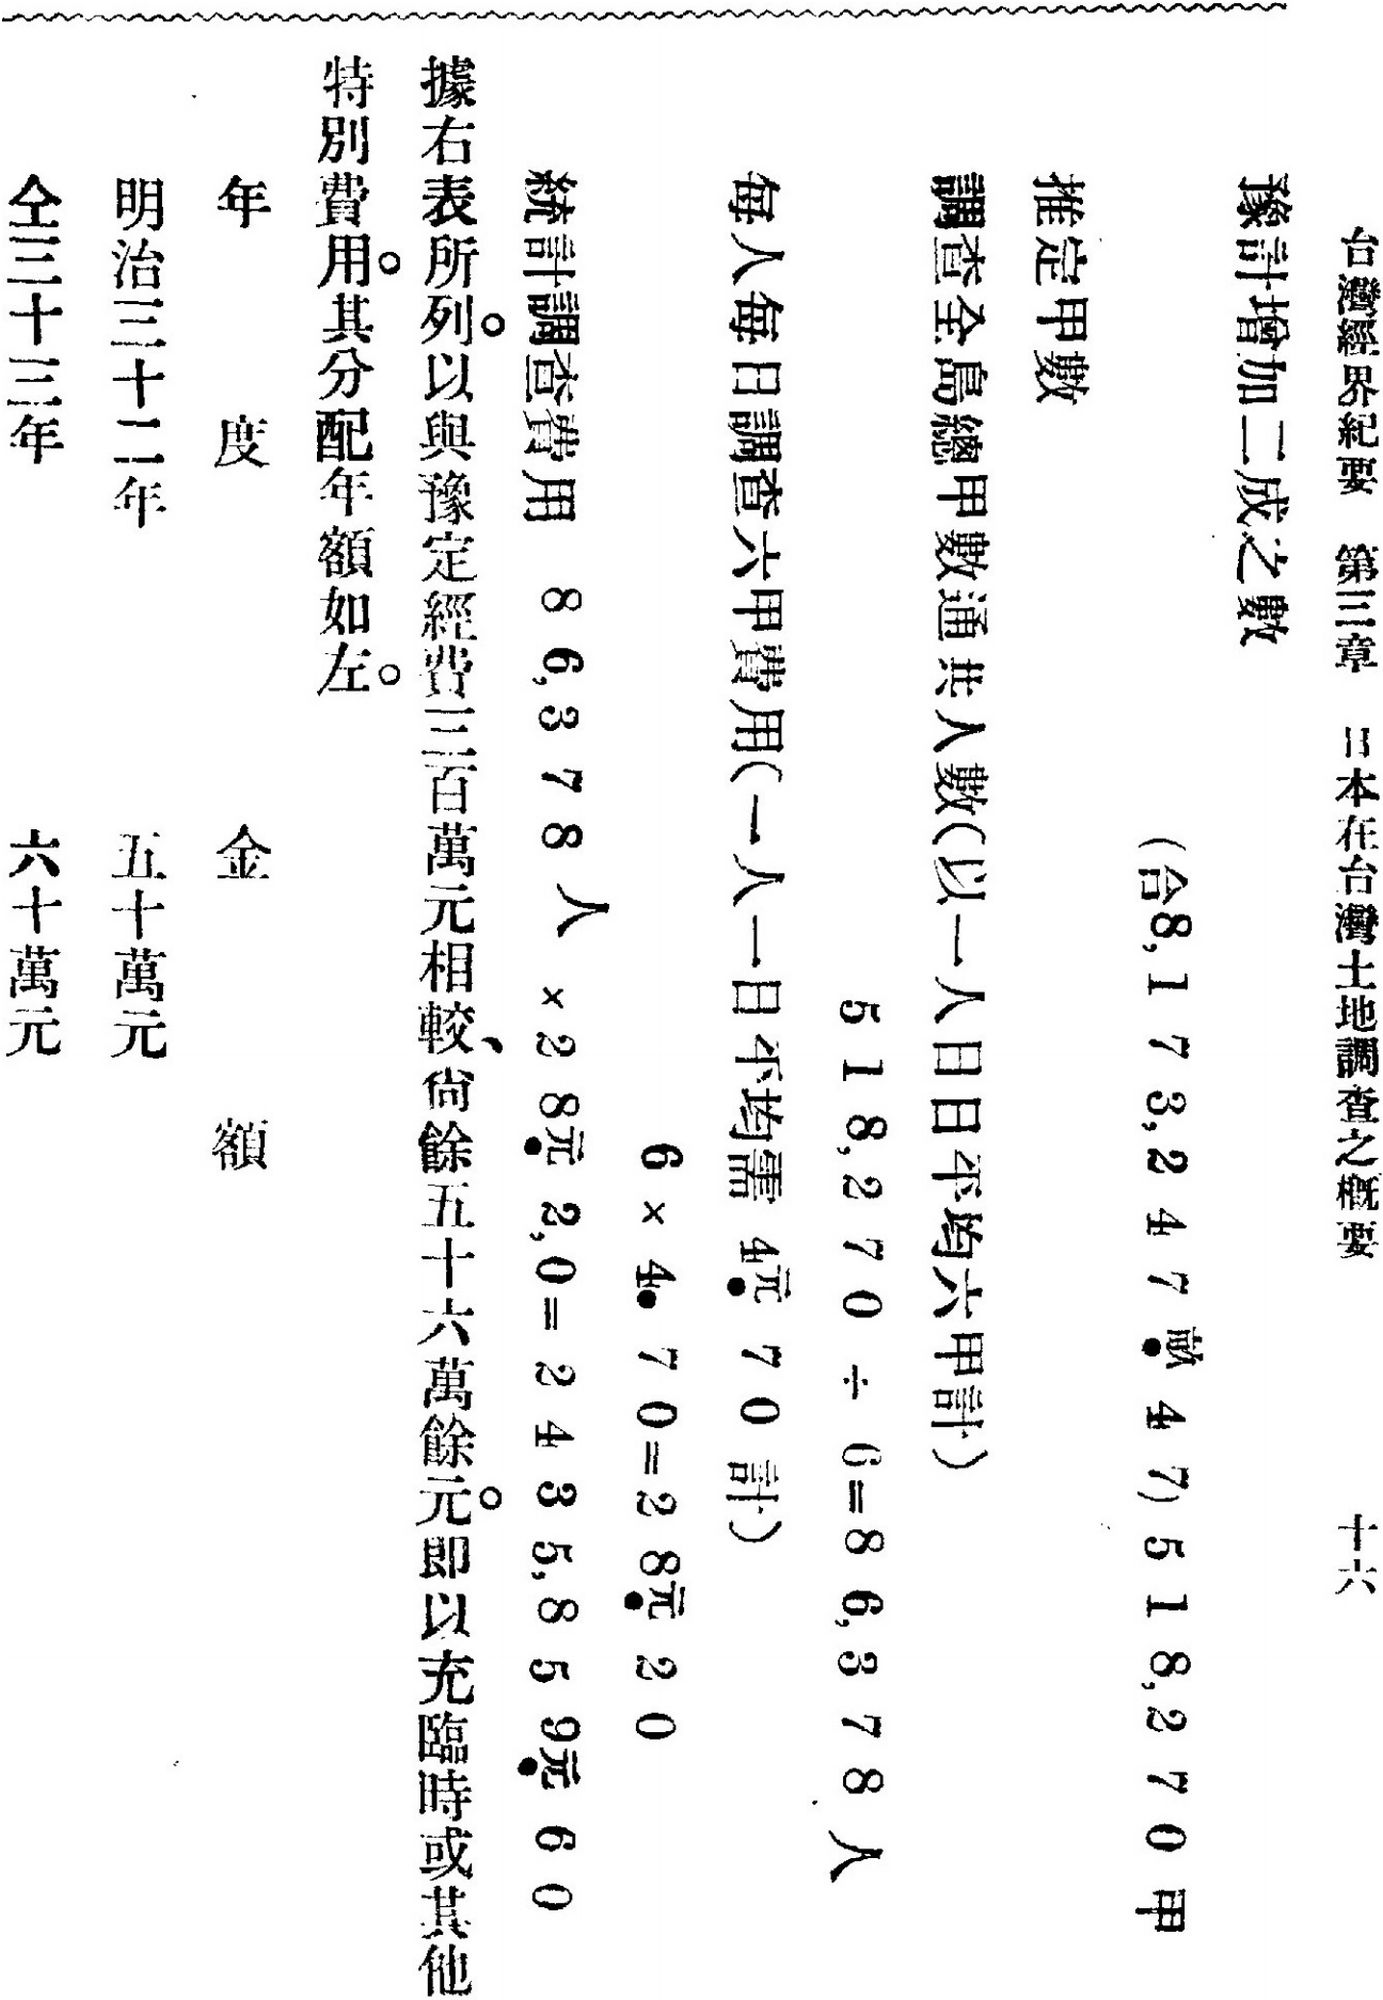 台灣經界紀要　第三章　日本在台灣土地調查之概要　十六
豫計增加二成之數
(合8,173,247畝.47) 518,270甲
推定甲數
調查全島總甲數通共人數(以一人日日平均六甲計)
518,270÷6=86,378人
每人每日調查六甲費用(一人一日平均需4元.70計)
6×4.70=28元.20
統計調查費用　86,378人×28元.2,0=2435,859元.60
據右表所列。以與豫定經費三百萬元相較、尙餘五十六萬餘元。卽以充臨時或其他
特別費用。其分配年額如左。
年度　金額
明治三十二年　五十萬元
仝三十三年　六十萬元